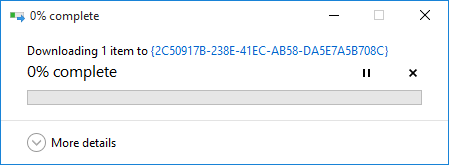 0% complete
Downloading 1 item to {2C50917B-238E-41EC-AB58-DA5E7A5B708C}
0% complete
More details